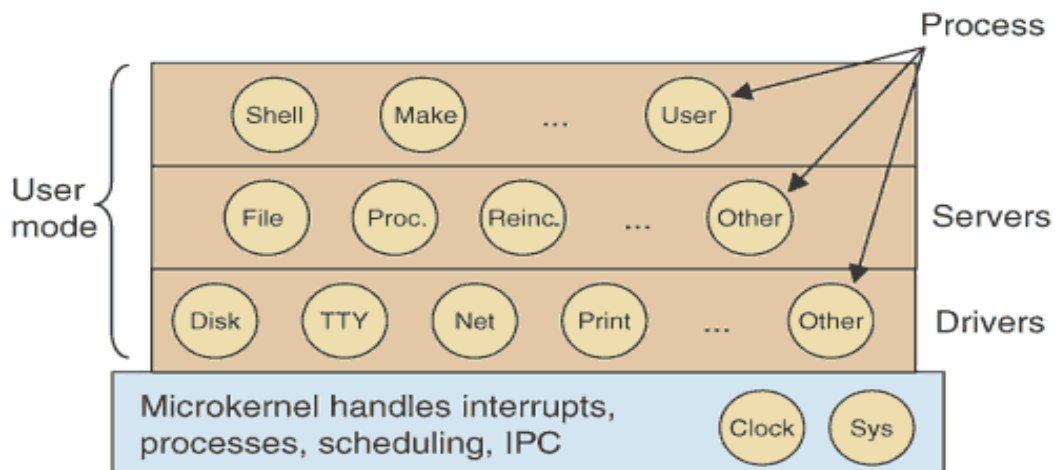 Process
Shell Make ... User
User
mode
File Proc. Reinc. ... Other Servers
Disk TTY Net Print ... Other Drivers
Microkernel handles interrupts,
processes, scheduling, IPC
Clock Sys